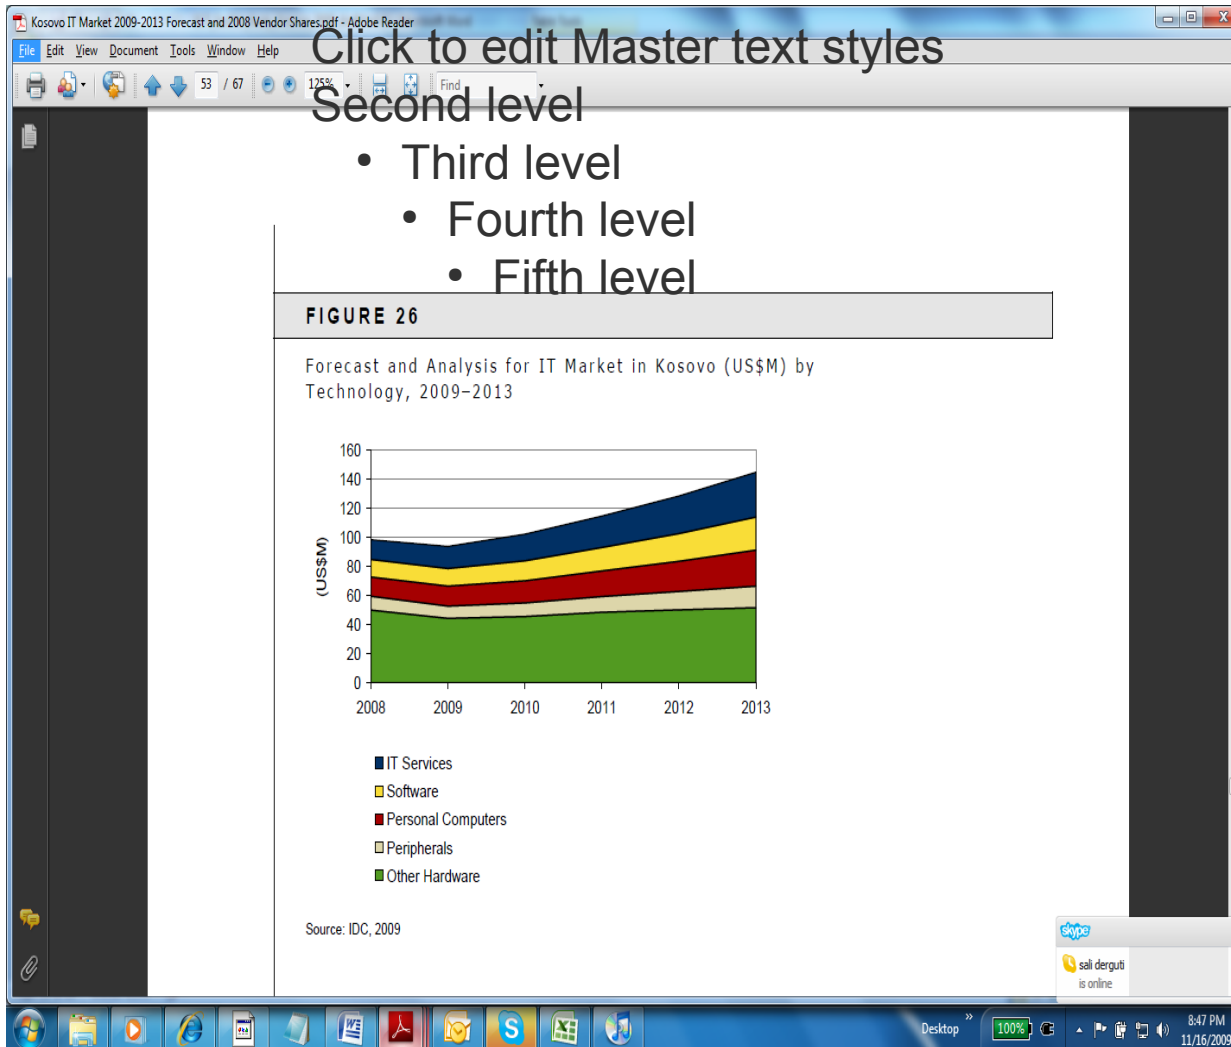 Kosovo IT Market 2009-2013 Forecast and 2008 Vendor Shares.pdf - Adobe Reader
File Edit View Document Tools Window Help
53 / 67 125% Find
Click to edit Master text styles
Second level
• Third level
• Fourth level
• Fifth level
FIGURE 26
Forecast and Analysis for IT Market in Kosovo (US$M) by
Technology, 2009–2013
160
140
120
100
80
60
40
20
0
(US$M)
2008 2009 2010 2011 2012 2013
IT Services
Software
Personal Computers
Peripherals
Other Hardware
Source: IDC, 2009
skype
sali derguti
is online
Desktop » 100% 8:47 PM
11/16/2009